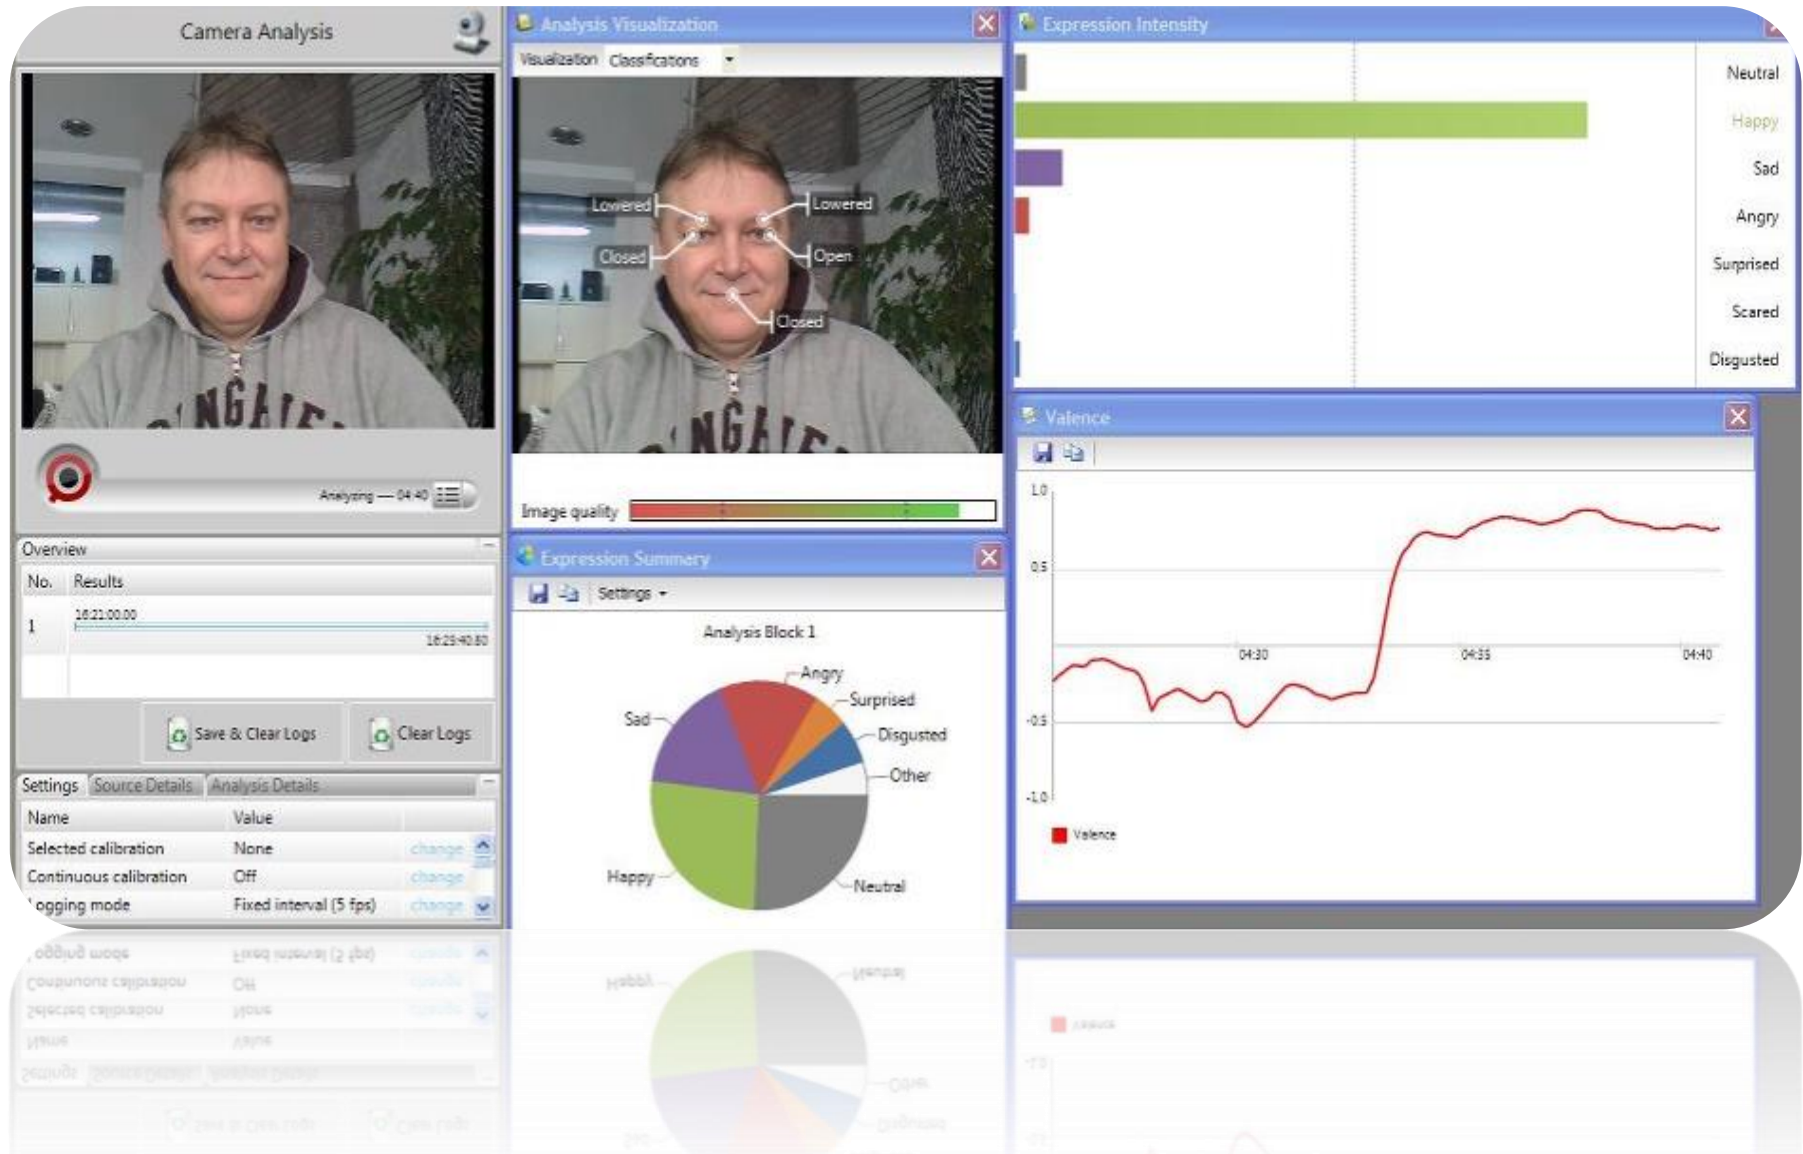 Camera Analysis
Analyzing — 04:40
Overview
No. Results
1
16:21:00.00
Save & Clear Logs
Clear Logs
Settings Source Details Analysis Details
Name Value
Selected calibration None change
Continuous calibration Off change
Logging mode Fixed interval (5 fps) change
Analysis Visualization
Visualization Classifications
Lowered Lowered
Closed Open
Closed
Image quality
Expression Summary
Settings
Analysis Block 1
Angry
Surprised
Sad
Disgusted
Other
Happy
Neutral
Expression Intensity
Neutral
Happy
Sad
Angry
Surprised
Scared
Disgusted
Valence
1.0
0.5
04:30 04:35 04:40
-0.5
-1.0
Valence